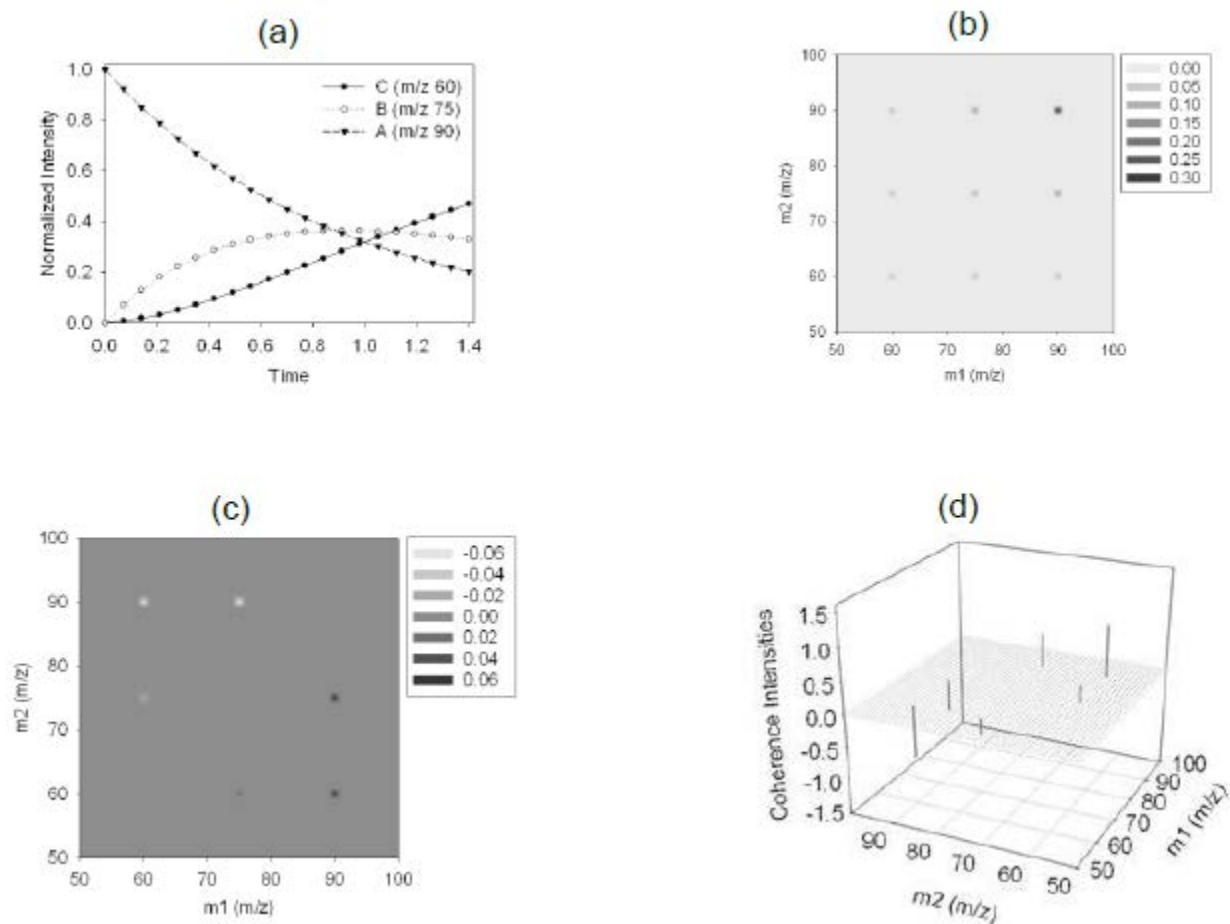 (a)
Normalized Intensity
1.0
0.8
0.6
0.4
0.2
0.0
0.0 0.2 0.4 0.6 0.8 1.0 1.2 1.4
Time
C (m/z 60)
B (m/z 75)
A (m/z 90)
(b)
m2 (m/z)
100
90
80
70
60
50
50 60 70 80 90 100
m1 (m/z)
0.00
0.05
0.10
0.15
0.20
0.25
0.30
(c)
m2 (m/z)
100
90
80
70
60
50
50 60 70 80 90 100
m1 (m/z)
-0.06
-0.04
-0.02
0.00
0.02
0.04
0.06
(d)
Coherence Intensities
1.5
1.0
0.5
0.0
-0.5
-1.0
-1.5
90 80 70 60 50
m2 (m/z)
50 60 70 80 90 100
m1 (m/z)